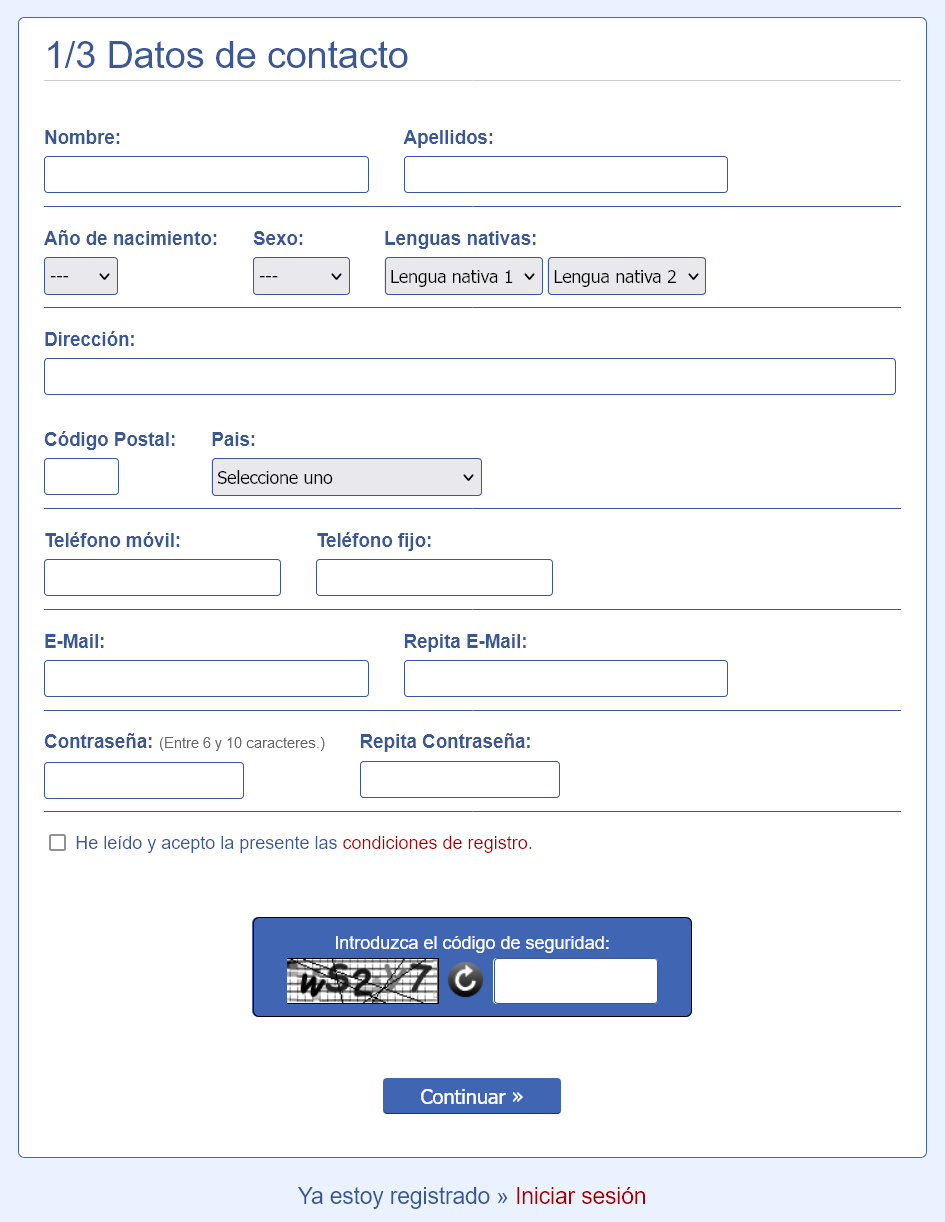 1/3 Datos de contacto
Nombre: Apellidos:
Año de nacimiento: Sexo: Lenguas nativas:
--- --- Lengua nativa 1 Lengua nativa 2
Dirección:
Código Postal: Pais:
Seleccione uno
Teléfono móvil: Teléfono fijo:
E-Mail: Repita E-Mail:
Contraseña: (Entre 6 y 10 caracteres.) Repita Contraseña:
He leído y acepto la presente las condiciones de registro.
Introduzca el código de seguridad:
Continuar »
Ya estoy registrado » Iniciar sesión